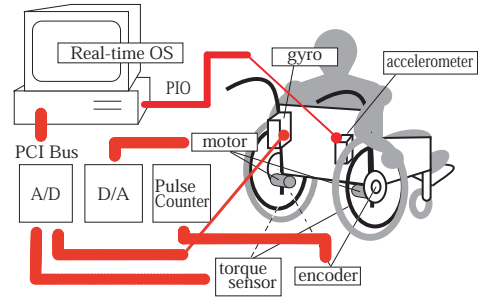 Real-time OS
gyro
accelerometer
PIO
motor
PCI Bus
A/D
D/A
Pulse
Counter
torque
sensor
encoder